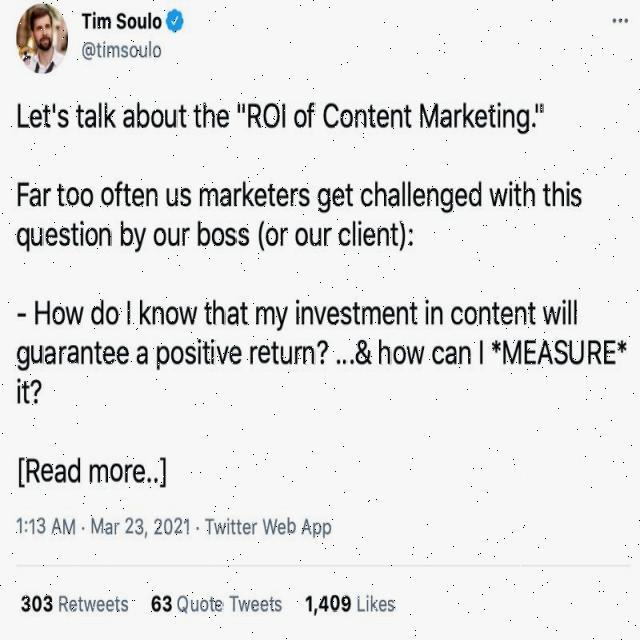 Tim Soulo
@timsoulo
Let's talk about the "ROI of Content Marketing."
Far too often us marketers get challenged with this
question by our boss (or our client):
- How do I know that my investment in content will
guarantee a positive return? ...& how can I *MEASURE*
it?
[Read more..]
1:13 AM · Mar 23, 2021 · Twitter Web App
303 Retweets 63 Quote Tweets 1,409 Likes